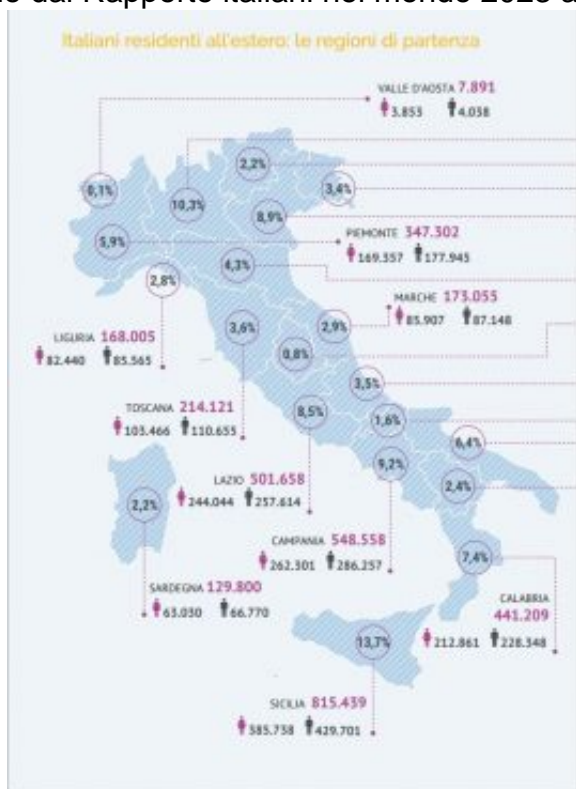 dal Rapporto Italiani nel mondo 2023
Italiani residenti all'estero: le regioni di partenza
VALLE D'AOSTA 7.891
3.853 4.038
2,2%
0,1%
10,3%
3,4%
8,9%
5,9%
PIEMONTE 347.302
169.357 177.945
4,3%
2,8%
MARCHE 173.055
85.907 87.148
3,6%
2,9%
LIGURIA 168.005
82.440 85.565
0,8%
3,5%
TOSCANA 214.121
103.466 110.655
8,5%
1,6%
6,4%
9,2%
2,4%
LAZIO 501.658
244.044 257.614
2,2%
CAMPANIA 548.558
262.301 286.257
7,4%
SARDEGNA 129.800
63.030 66.770
CALABRIA
441.209
212.861 228.348
13,7%
SICILIA 815.439
385.738 429.701